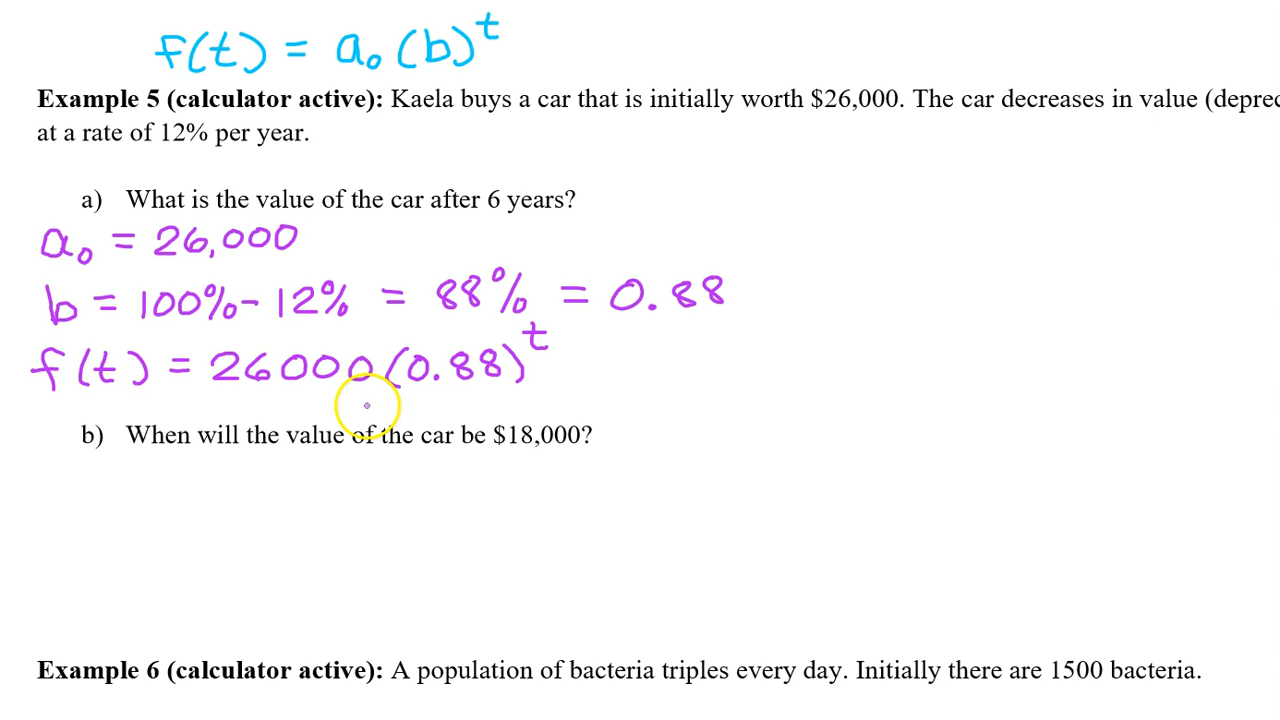 f(t) = a₀(b)^t
Example 5 (calculator active): Kaela buys a car that is initially worth $26,000. The car decreases in value (deprec
at a rate of 12% per year.
a) What is the value of the car after 6 years?
a₀ = 26,000
b = 100% - 12% = 88% = 0.88
f(t) = 26000(0.88)^t
b) When will the value of the car be $18,000?
Example 6 (calculator active): A population of bacteria triples every day. Initially there are 1500 bacteria.